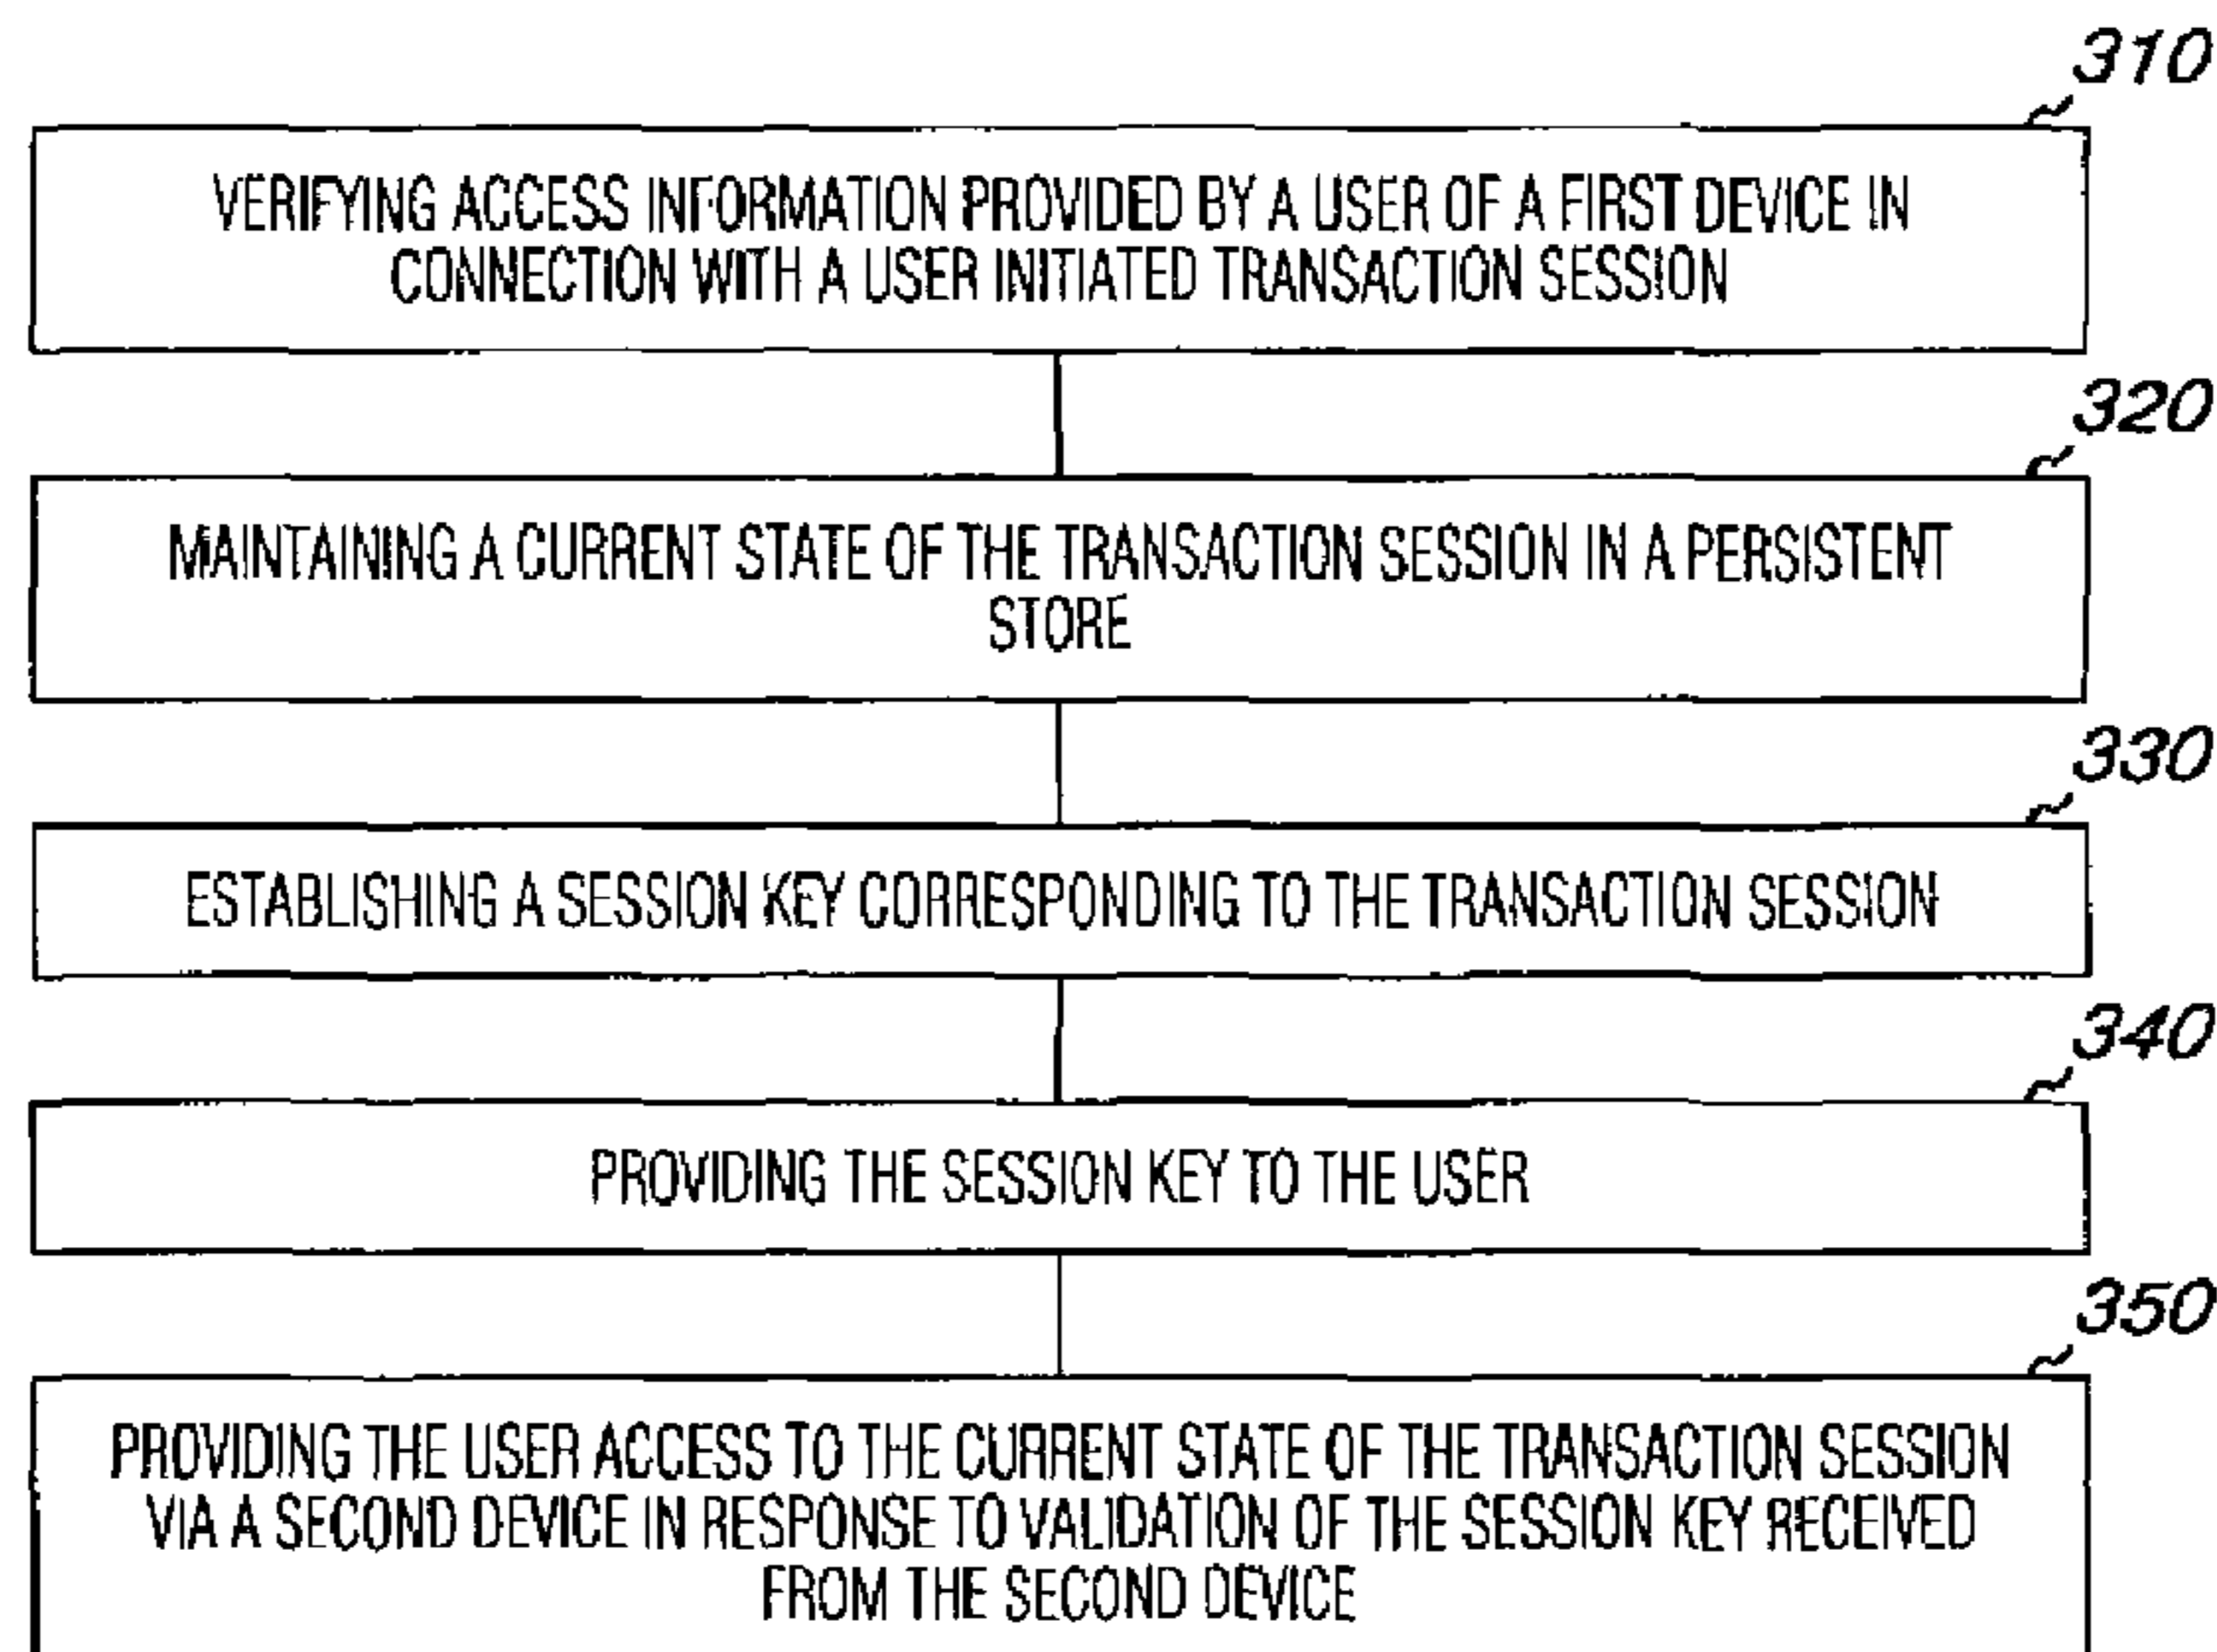 310
VERIFYING ACCESS INFORMATION PROVIDED BY A USER OF A FIRST DEVICE IN
CONNECTION WITH A USER INITIATED TRANSACTION SESSION
320
MAINTAINING A CURRENT STATE OF THE TRANSACTION SESSION IN A PERSISTENT
STORE
330
ESTABLISHING A SESSION KEY CORRESPONDING TO THE TRANSACTION SESSION
340
PROVIDING THE SESSION KEY TO THE USER
350
PROVIDING THE USER ACCESS TO THE CURRENT STATE OF THE TRANSACTION SESSION
VIA A SECOND DEVICE IN RESPONSE TO VALIDATION OF THE SESSION KEY RECEIVED
FROM THE SECOND DEVICE